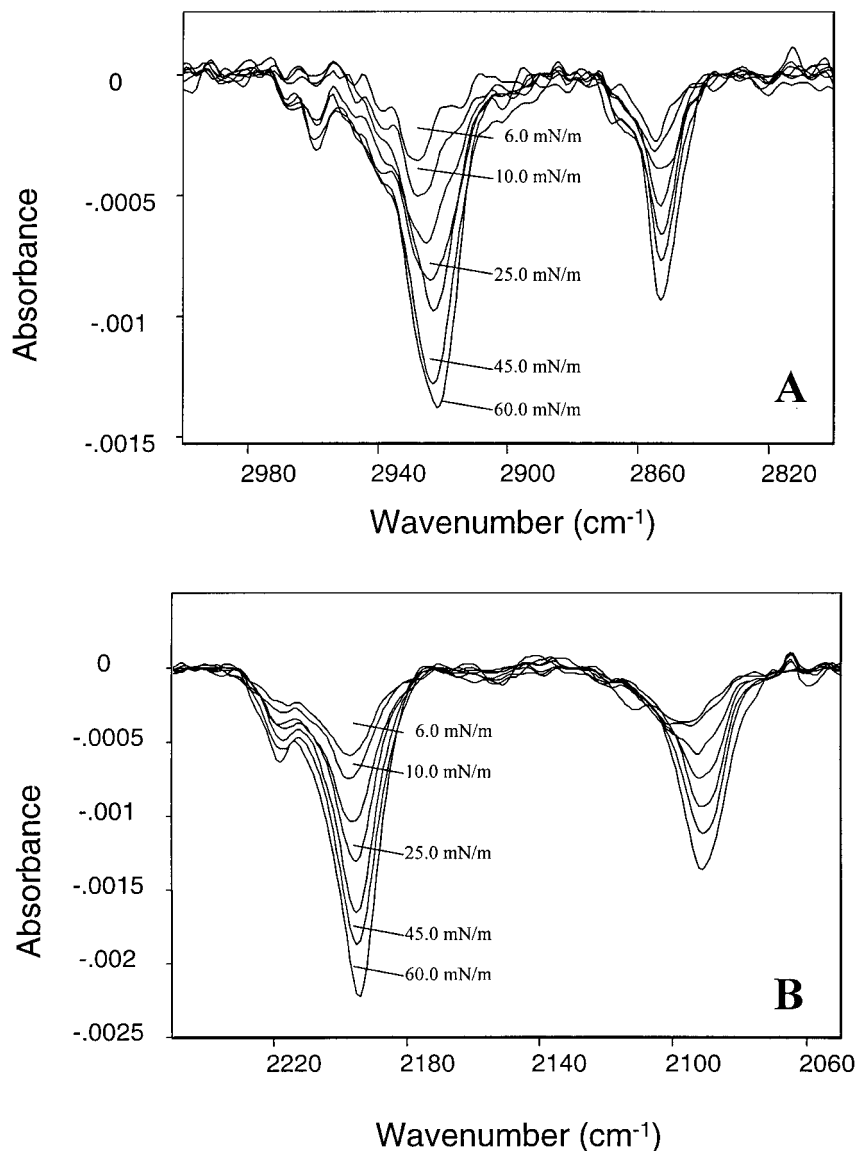 0
-.0005
-.001
-.0015
Absorbance
6.0 mN/m
10.0 mN/m
25.0 mN/m
45.0 mN/m
60.0 mN/m
A
2980 2940 2900 2860 2820
Wavenumber (cm-1)
0
-.0005
-.001
-.0015
-.002
-.0025
Absorbance
6.0 mN/m
10.0 mN/m
25.0 mN/m
45.0 mN/m
60.0 mN/m
B
2220 2180 2140 2100 2060
Wavenumber (cm-1)